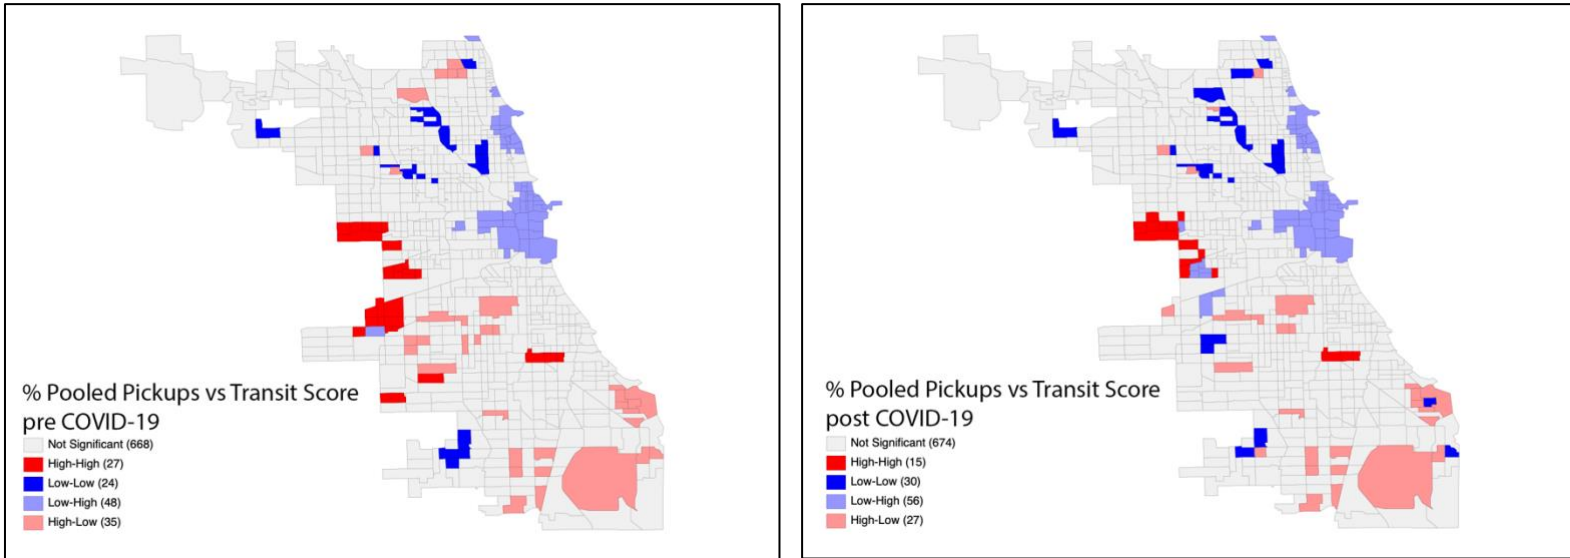 % Pooled Pickups vs Transit Score
pre COVID-19
Not Significant (668)
High-High (27)
Low-Low (24)
Low-High (48)
High-Low (35)
% Pooled Pickups vs Transit Score
post COVID-19
Not Significant (674)
High-High (15)
Low-Low (30)
Low-High (56)
High-Low (27)